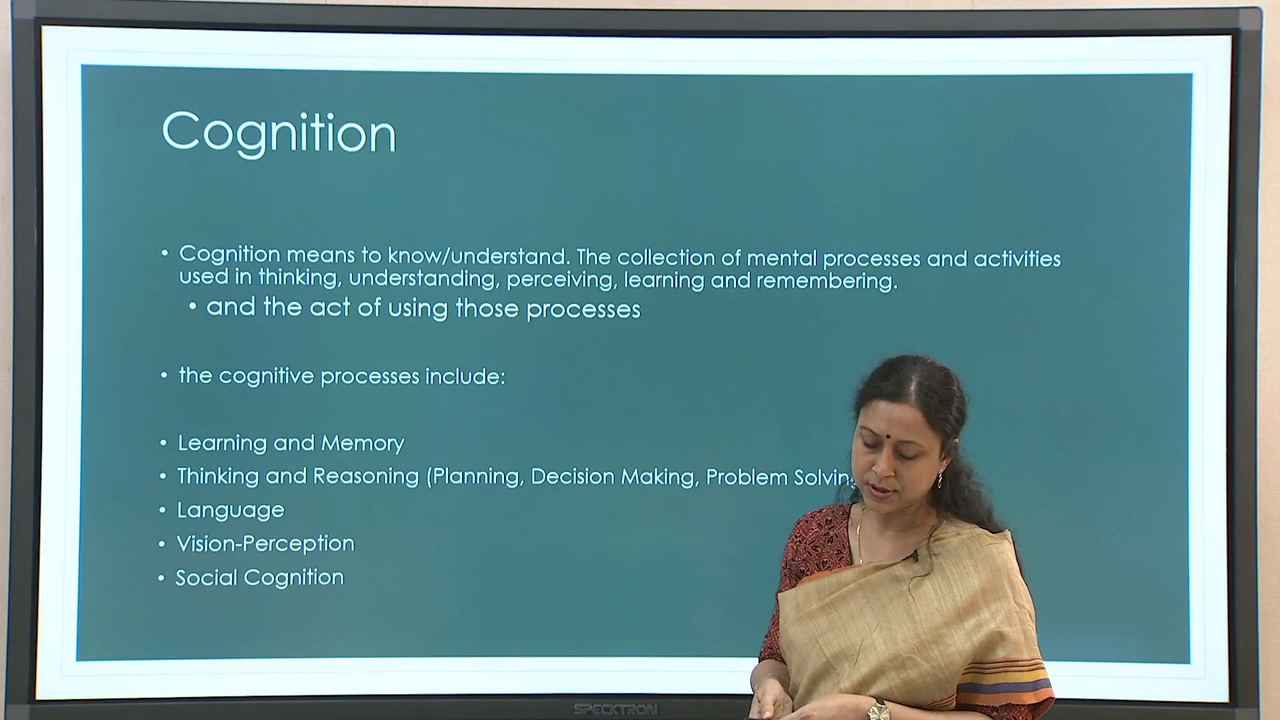 Cognition
• Cognition means to know/understand. The collection of mental processes and activities
used in thinking, understanding, perceiving, learning and remembering.
• and the act of using those processes
• the cognitive processes include:
• Learning and Memory
• Thinking and Reasoning (Planning, Decision Making, Problem
• Language
• Vision-Perception
• Social Cognition
SPECKTRON